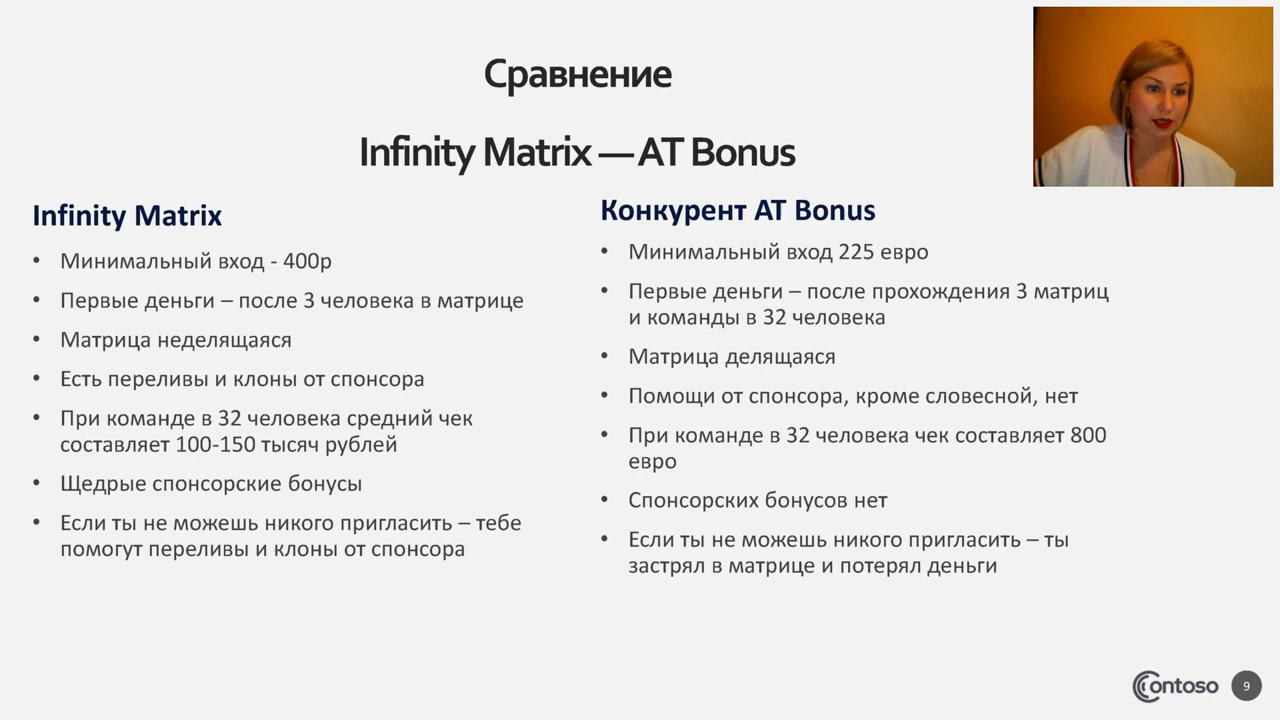 Сравнение
Infinity Matrix — AT Bonus
Infinity Matrix
• Минимальный вход - 400р
• Первые деньги – после 3 человека в матрице
• Матрица неделящаяся
• Есть переливы и клоны от спонсора
• При команде в 32 человека средний чек
составляет 100-150 тысяч рублей
• Щедрые спонсорские бонусы
• Если ты не можешь никого пригласить – тебе
помогут переливы и клоны от спонсора
Конкурент AT Bonus
• Минимальный вход 225 евро
• Первые деньги – после прохождения 3 матриц
и команды в 32 человека
• Матрица делящаяся
• Помощи от спонсора, кроме словесной, нет
• При команде в 32 человека чек составляет 800
евро
• Спонсорских бонусов нет
• Если ты не можешь никого пригласить – ты
застрял в матрице и потерял деньги
Contoso
9